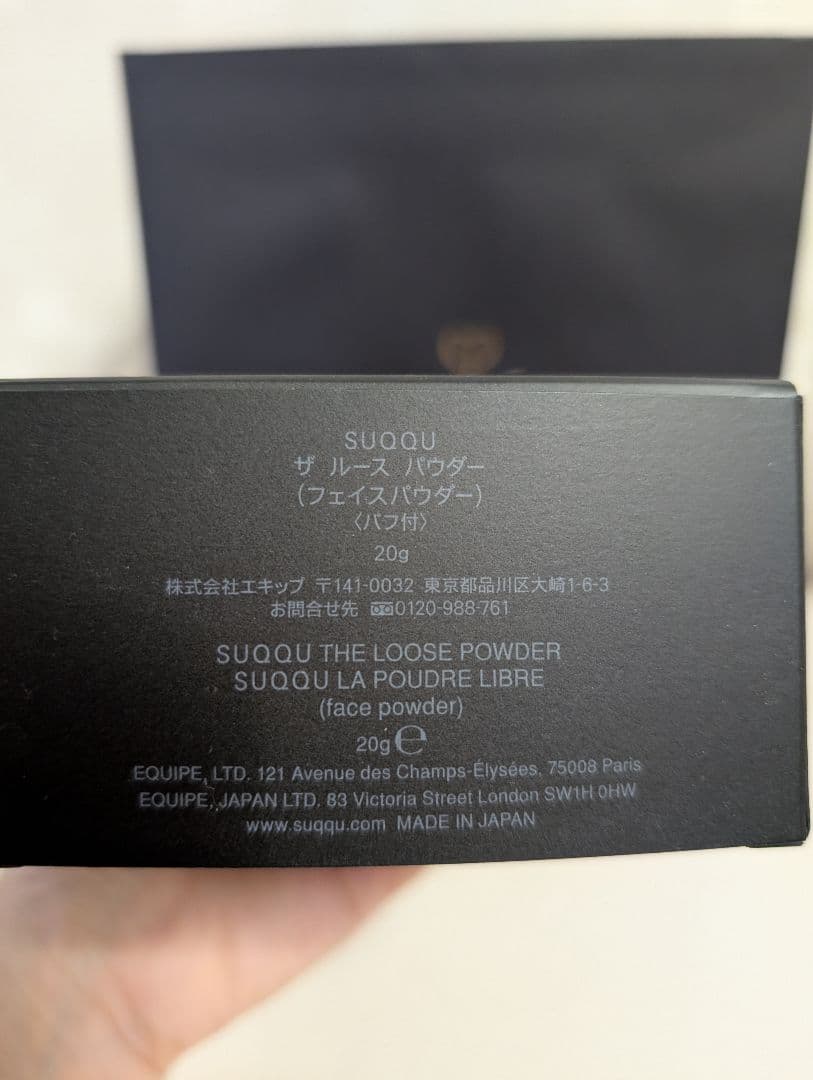 SUQQU
ザ ルース パウダー
(フェイスパウダー)
〈パフ付〉
20g
株式会社エキップ 〒141-0032 東京都品川区大崎1-6-3
お問合せ先 0120-988-761
SUQQU THE LOOSE POWDER
SUQQU LA POUDRE LIBRE
(face powder)
20g ℮
EQUIPE, LTD. 121 Avenue des Champs-Élysées, 75008 Paris
EQUIPE, JAPAN LTD. 83 Victoria Street London SW1H 0HW
www.suqqu.com MADE IN JAPAN